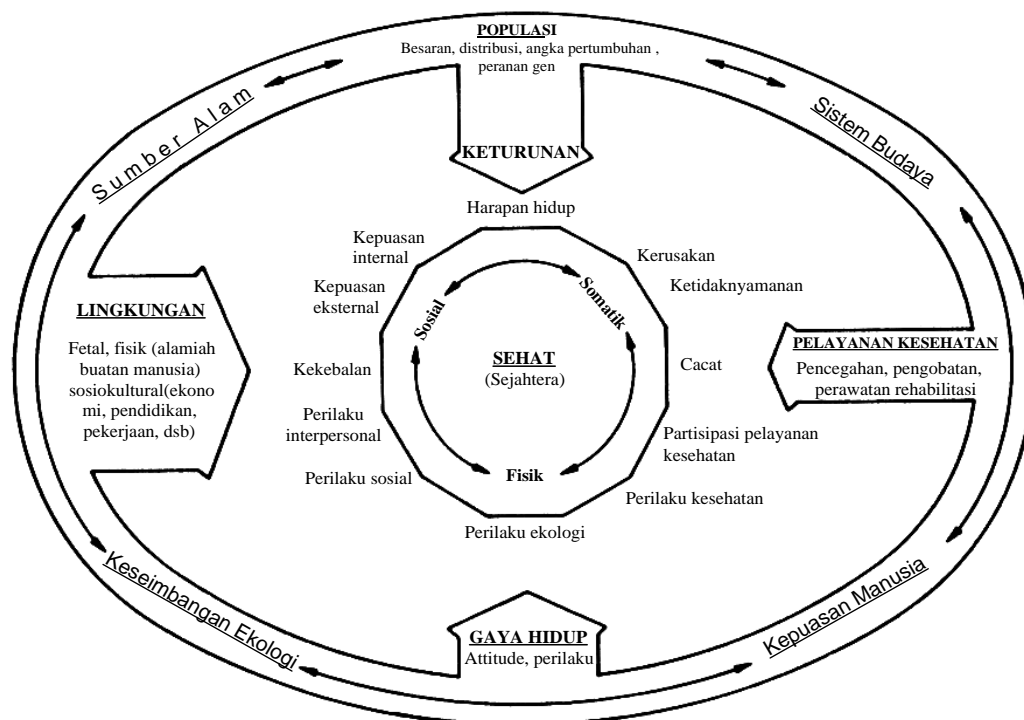 POPULASI
Besaran, distribusi, angka pertumbuhan ,
peranan gen
Sumber Alam
Sistem Budaya
KETURUNAN
Harapan hidup
Kepuasan
internal
Kerusakan
Kepuasan
eksternal
Ketidaknyamanan
Sosial
Somatik
LINGKUNGAN
Fetal, fisik (alamiah
buatan manusia)
sosiokultural(ekono
mi, pendidikan,
pekerjaan, dsb)
SEHAT
(Sejahtera)
PELAYANAN KESEHATAN
Pencegahan, pengobatan,
perawatan rehabilitasi
Kekebalan
Cacat
Perilaku
interpersonal
Partisipasi pelayanan
kesehatan
Perilaku sosial
Fisik
Perilaku kesehatan
Perilaku ekologi
Keseimbangan Ekologi
Kepuasan Manusia
GAYA HIDUP
Attitude, perilaku